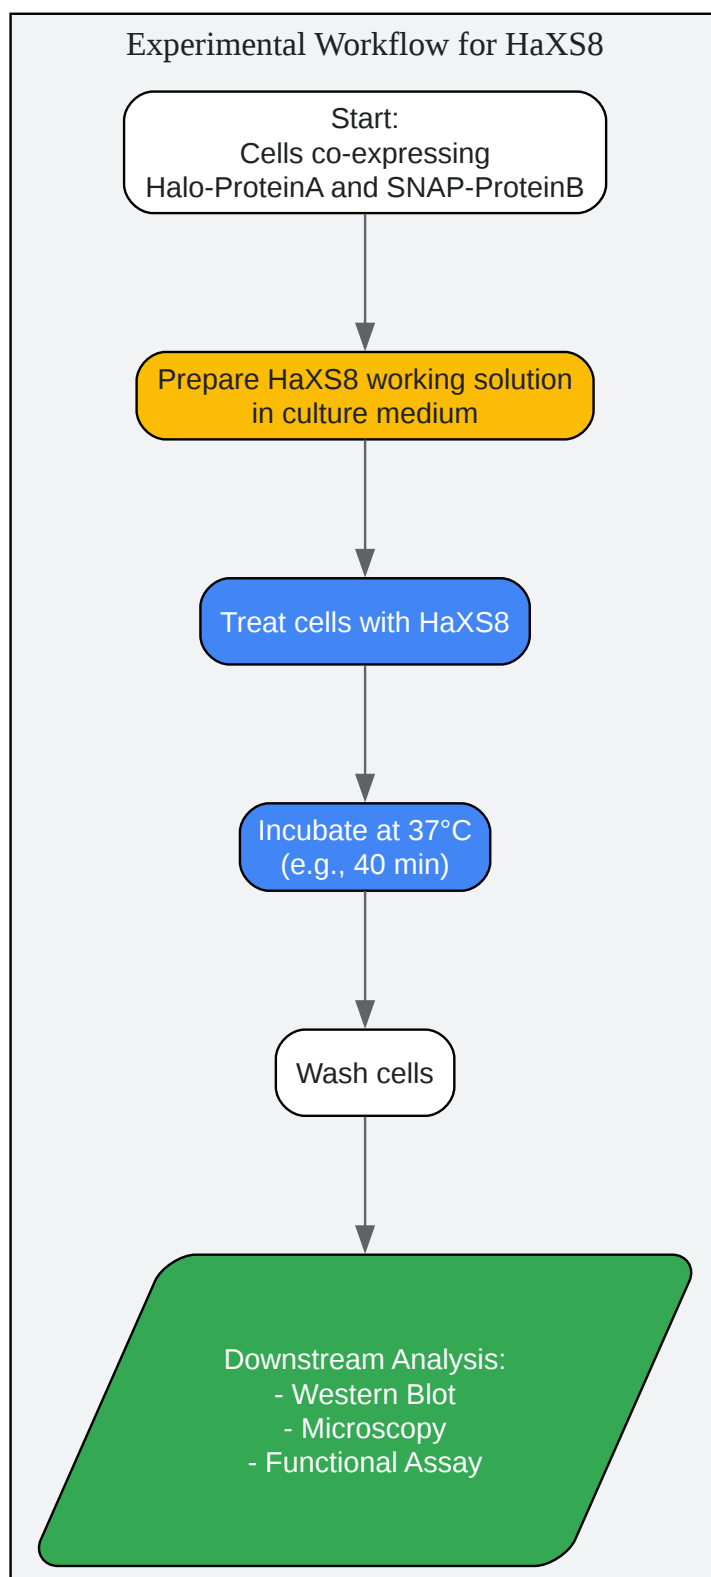 Experimental Workflow for HaXS8
Start:
Cells co-expressing
Halo-ProteinA and SNAP-ProteinB
Prepare HaXS8 working solution
in culture medium
Treat cells with HaXS8
Incubate at 37°C
(e.g., 40 min)
Wash cells
Downstream Analysis:
- Western Blot
- Microscopy
- Functional Assay